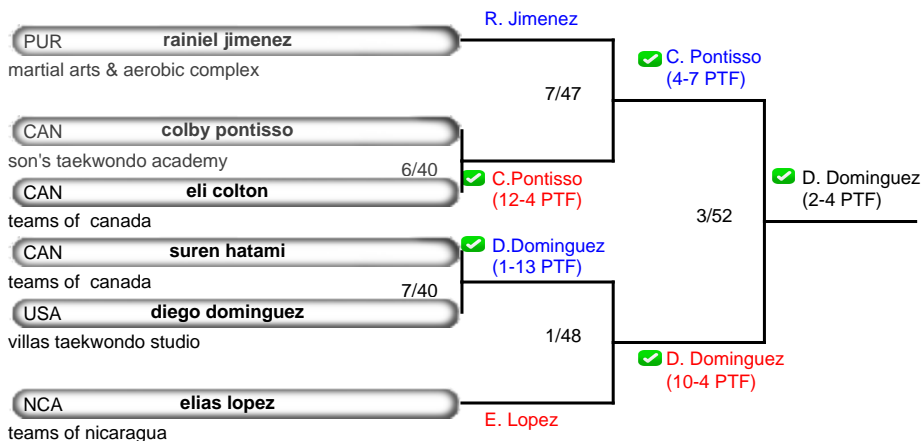 R. Jimenez
PUR rainiel jimenez
martial arts & aerobic complex
C. Pontisso
(4-7 PTF)
7/47
CAN colby pontisso
son's taekwondo academy
6/40
C.Pontisso
(12-4 PTF)
CAN eli colton
teams of canada
D. Dominguez
(2-4 PTF)
3/52
CAN suren hatami
teams of canada
D.Dominguez
(1-13 PTF)
7/40
USA diego dominguez
villas taekwondo studio
1/48
D. Dominguez
(10-4 PTF)
NCA elias lopez
teams of nicaragua
E. Lopez